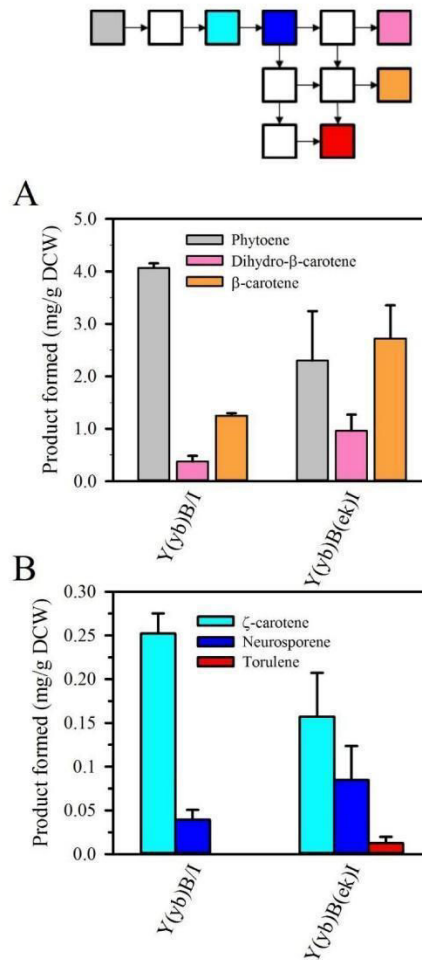 A
Product formed (mg/g DCW)
5.0
4.0
3.0
2.0
1.0
0.0
Phytoene
Dihydro-β-carotene
β-carotene
Y(yb)B/I
Y(yb)B(ek)I
B
Product formed (mg/g DCW)
0.30
0.25
0.20
0.15
0.10
0.05
0.0
ζ-carotene
Neurosporene
Torulene
Y(yb)B/I
Y(yb)B(ek)I